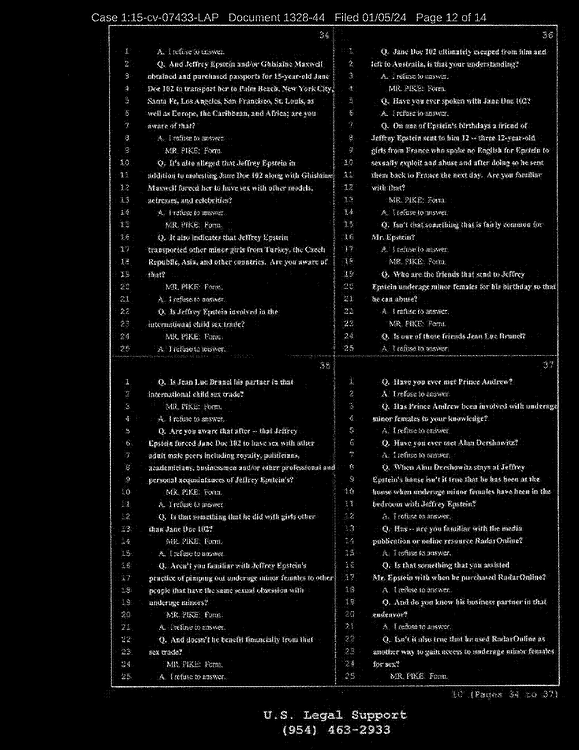 Case 1:15-cv-07433-LAP Document 1328-44 Filed 01/05/24 Page 12 of 14
34
1 A. I refuse to answer.
2 Q. And Jeffrey Epstein and/or Ghislaine Maxwell
3 obtained and purchased passports for 15-year-old Jane
4 Doe 102 to transport her to Palm Beach, New York City,
5 Santa Fe, Los Angeles, San Francisco, St. Louis, as
6 well as Europe, the Caribbean, and Africa; are you
7 aware of that?
8 A. I refuse to answer.
9 MR. PIKE: Form.
10 Q. It's also alleged that Jeffrey Epstein in
11 addition to molesting Jane Doe 102 along with Ghislaine
12 Maxwell forced her to have sex with other models,
13 actresses, and celebrities?
14 A. I refuse to answer.
15 MR. PIKE: Form.
16 Q. It also indicates that Jeffrey Epstein
17 transported other minor girls from Turkey, the Czech
18 Republic, Asia, and other countries. Are you aware of
19 that?
20 MR. PIKE: Form.
21 A. I refuse to answer.
22 Q. Is Jeffrey Epstein involved in the
23 international child sex trade?
24 MR. PIKE: Form.
25 A. I refuse to answer.
35
1 Q. Is Jean Luc Brunel his partner in that
2 international child sex trade?
3 MR. PIKE: Form.
4 A. I refuse to answer.
5 Q. Are you aware that after -- that Jeffrey
6 Epstein forced Jane Doe 102 to have sex with other
7 adult male peers including royalty, politicians,
8 academicians, businessmen and/or other professional and
9 personal acquaintances of Jeffrey Epstein's?
10 MR. PIKE: Form.
11 A. I refuse to answer.
12 Q. Is that something that he did with girls other
13 than Jane Doe 102?
14 MR. PIKE: Form.
15 A. I refuse to answer.
16 Q. Aren't you familiar with Jeffrey Epstein's
17 practice of pimping out underage minor females to other
18 people that have the same sexual obsession with
19 underage minors?
20 MR. PIKE: Form.
21 A. I refuse to answer.
22 Q. And doesn't he benefit financially from that
23 sex trade?
24 MR. PIKE: Form.
25 A. I refuse to answer.
36
1 Q. Jane Doe 102 ultimately escaped from him and
2 left to Australia, is that your understanding?
3 A. I refuse to answer.
4 MR. PIKE: Form.
5 Q. Have you ever spoken with Jane Doe 102?
6 A. I refuse to answer.
7 Q. On one of Epstein's birthdays a friend of
8 Jeffrey Epstein sent to him 12 -- three 12-year-old
9 girls from France who spoke no English for Epstein to
10 sexually exploit and abuse and after doing so he sent
11 them back to France the next day. Are you familiar
12 with that?
13 MR. PIKE: Form.
14 A. I refuse to answer.
15 Q. Isn't that something that is fairly common for
16 Mr. Epstein?
17 A. I refuse to answer.
18 MR. PIKE: Form.
19 Q. Who are the friends that send to Jeffrey
20 Epstein underage minor females for his birthday so that
21 he can abuse?
22 A. I refuse to answer.
23 MR. PIKE: Form.
24 Q. Is one of those friends Jean Luc Brunel?
25 A. I refuse to answer.
37
1 Q. Have you ever met Prince Andrew?
2 A. I refuse to answer.
3 Q. Has Prince Andrew been involved with underage
4 minor females to your knowledge?
5 A. I refuse to answer.
6 Q. Have you ever met Alan Dershowitz?
7 A. I refuse to answer.
8 Q. When Alan Dershowitz stays at Jeffrey
9 Epstein's house isn't it true that he has been at the
10 house when underage minor females have been in the
11 bedroom with Jeffrey Epstein?
12 A. I refuse to answer.
13 Q. Has -- are you familiar with the media
14 publication or online resource RadarOnline?
15 A. I refuse to answer.
16 Q. Is that something that you assisted
17 Mr. Epstein with when he purchased RadarOnline?
18 A. I refuse to answer.
19 Q. And do you know his business partner in that
20 endeavor?
21 A. I refuse to answer.
22 Q. Isn't it also true that he used RadarOnline as
23 another way to gain access to underage minor females
24 for sex?
25 MR. PIKE: Form.
10 (Pages 34 to 37)
U.S. Legal Support
(954) 463-2933